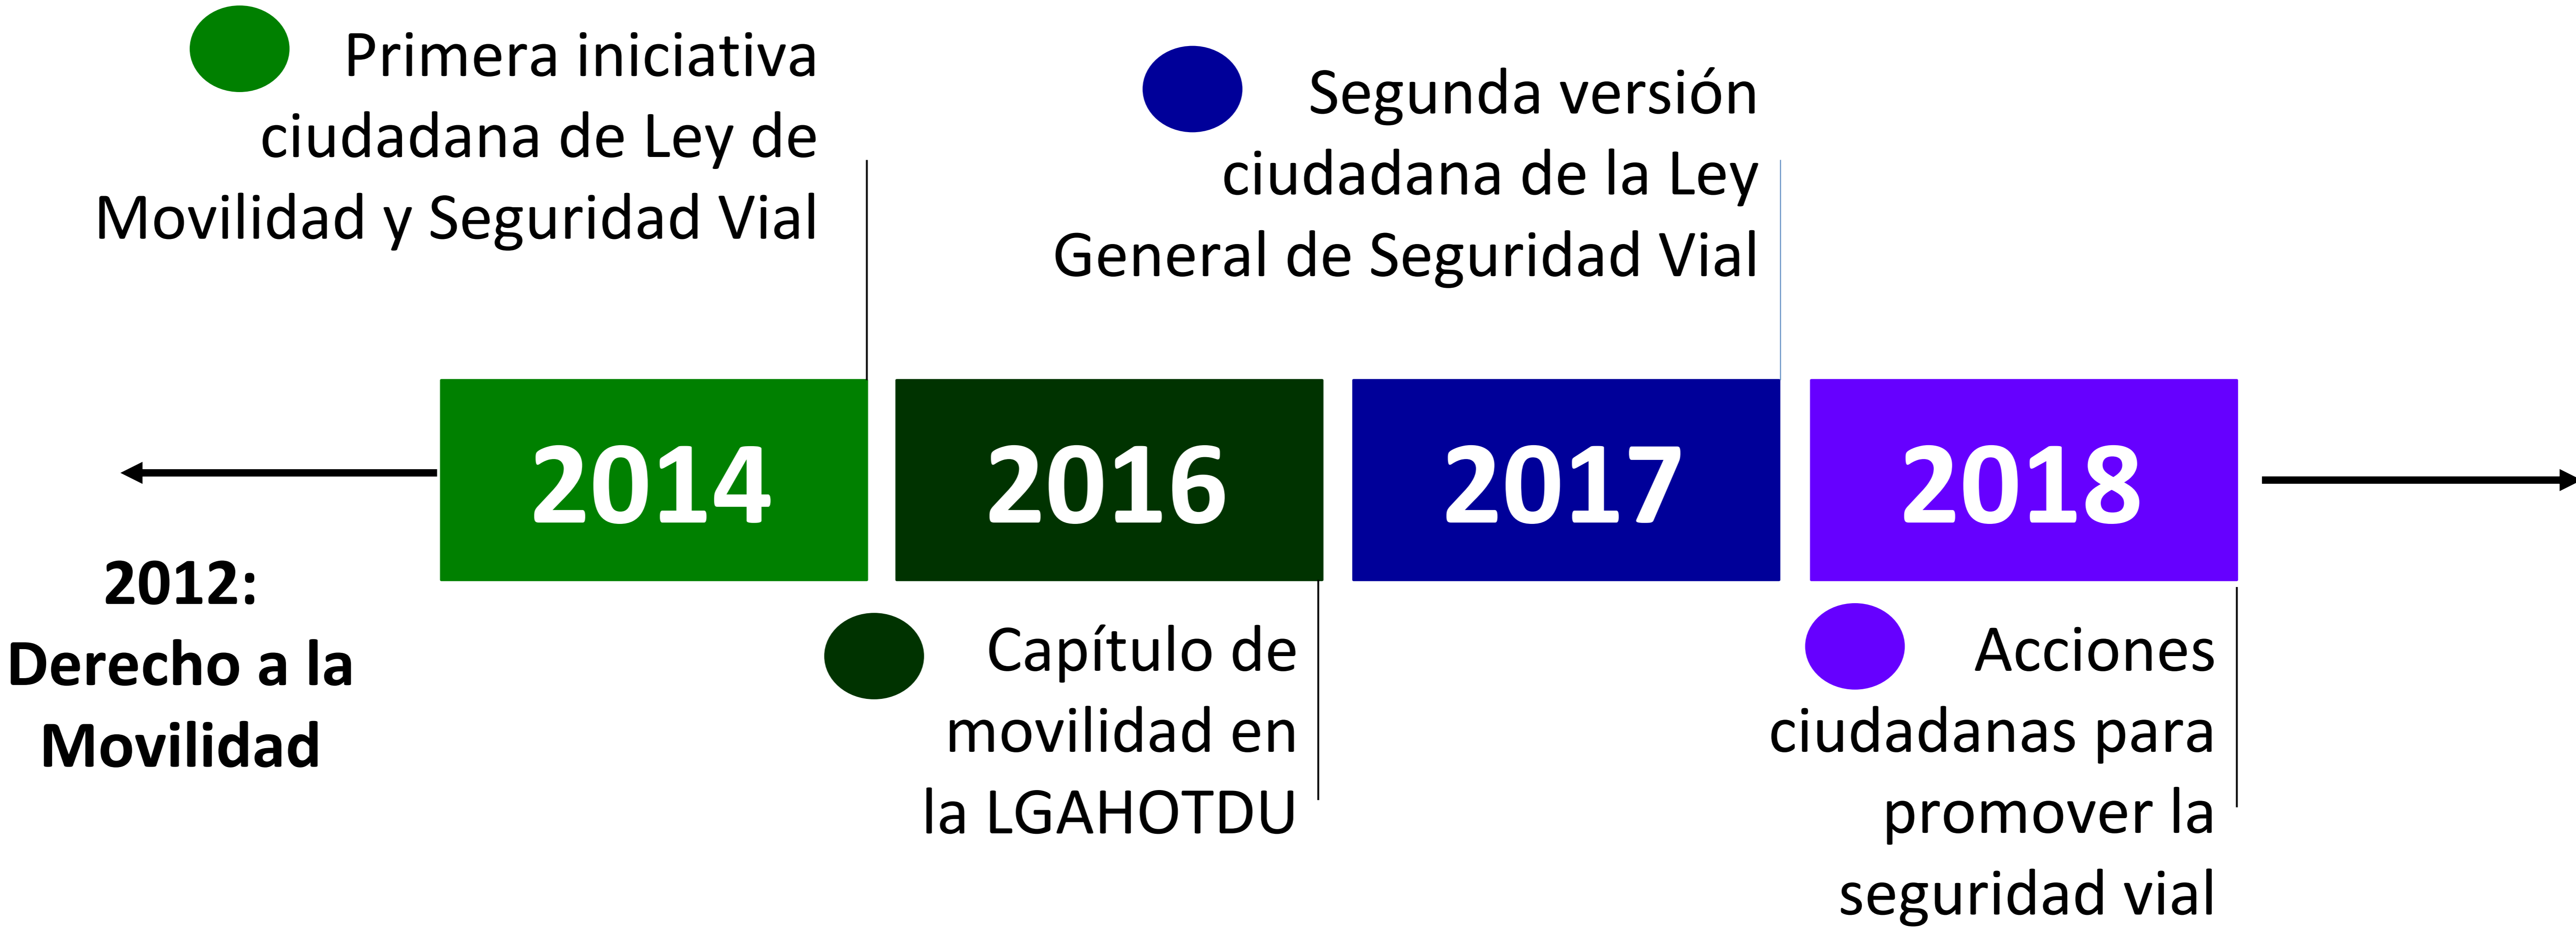 Primera iniciativa
ciudadana de Ley de
Movilidad y Seguridad Vial
Segunda versión
ciudadana de la Ley
General de Seguridad Vial
2014
2016
2017
2018
2012:
Derecho a la
Movilidad
Capítulo de
movilidad en
la LGAHOTDU
Acciones
ciudadanas para
promover la
seguridad vial